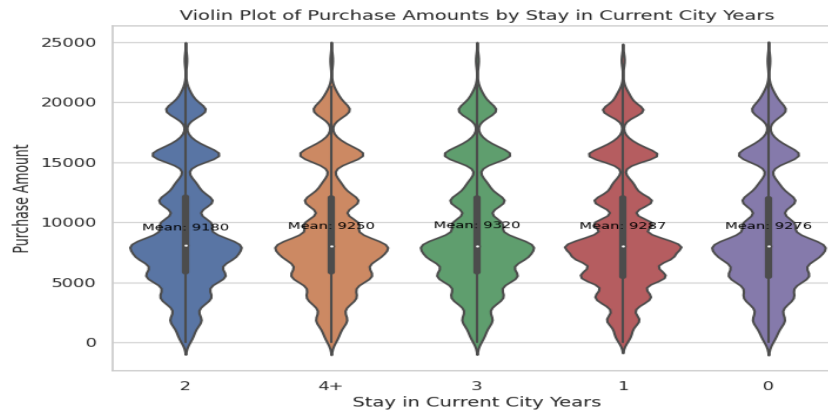 Violin Plot of Purchase Amounts by Stay in Current City Years
Purchase Amount
25000
20000
15000
10000
5000
0
Mean: 9180
Mean: 9250
Mean: 9320
Mean: 9287
Mean: 9276
2
4+
3
1
0
Stay in Current City Years